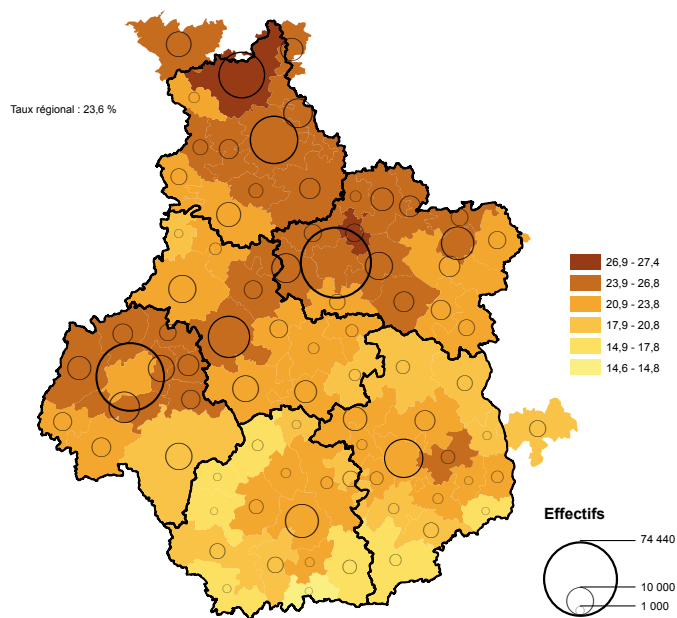 Taux régional : 23,6 %
26,9 - 27,4
23,9 - 26,8
20,9 - 23,8
17,9 - 20,8
14,9 - 17,8
14,6 - 14,8
Effectifs
74 440
10 000
1 000